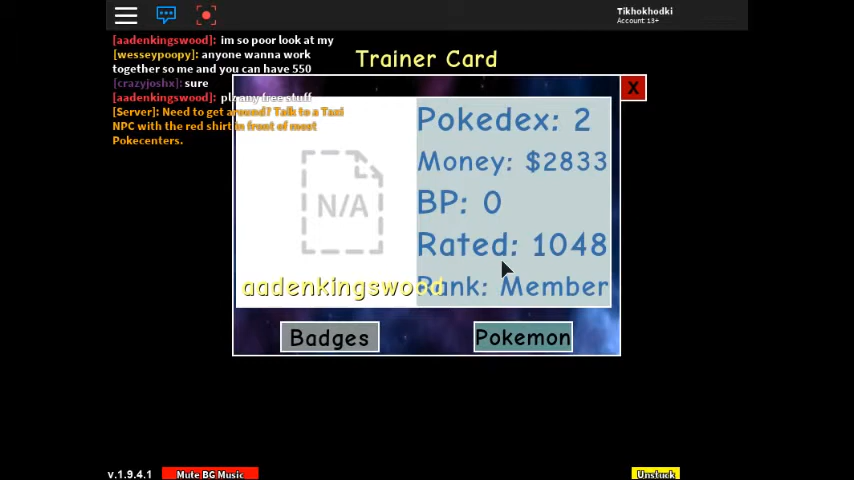 Tikhokhodki
Account 13+
[aadenkingswood]: im so poor look at my
[wesseypoopy]: anyone wanna work
together so me and you can have 550
[crazyjoshx]: sure
[aadenkingswood]: plz any free stuff
[Server]: Need to get around? Talk to a Taxi
NPC with the red shirt in front of most
Pokecenters.
Trainer Card
X
N/A
aadenkingswood
Pokedex: 2
Money: $2833
BP: 0
Rated: 1048
Rank: Member
Badges
Pokemon
v.1.9.4.1
Mute BG Music
Unstuck